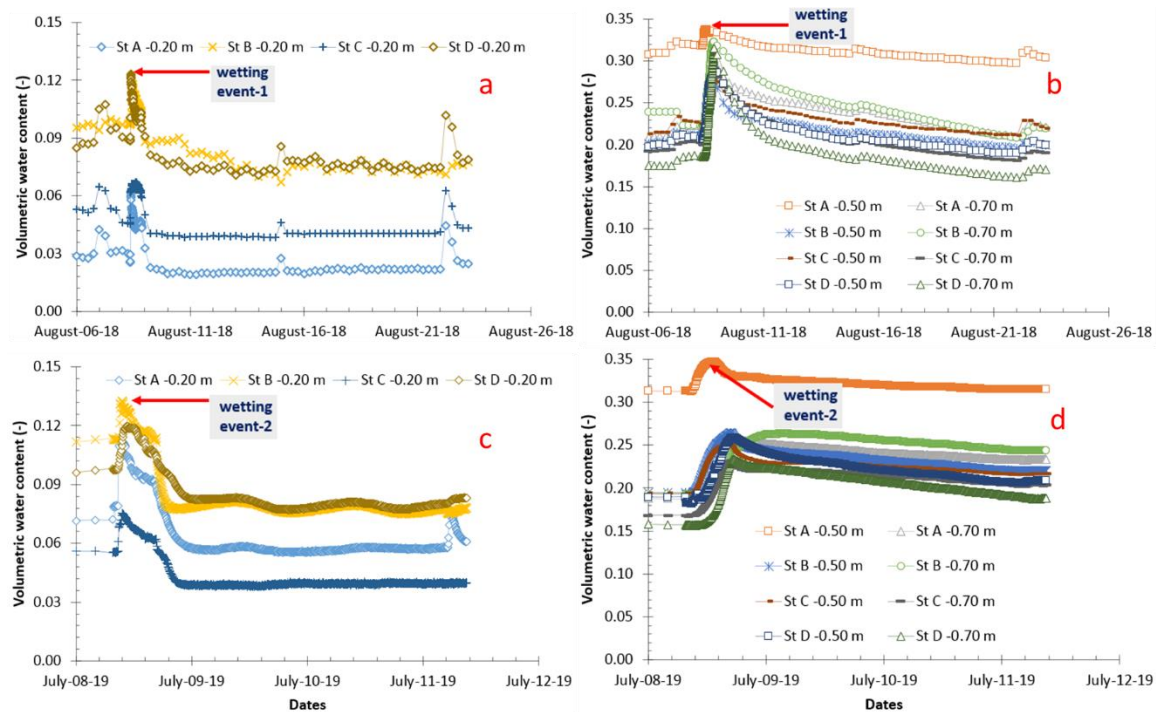 0.15
St A -0.20 m St B -0.20 m St C -0.20 m St D -0.20 m
0.12
wetting
event-1
a
0.09
0.06
0.03
0.00
Volumetric water content (-)
August-06-18 August-11-18 August-16-18 August-21-18 August-26-18
0.35
wetting
event-1
b
0.30
0.25
0.20
0.15
0.10
0.05
0.00
Volumetric water content (-)
St A -0.50 m St A -0.70 m
St B -0.50 m St B -0.70 m
St C -0.50 m St C -0.70 m
St D -0.50 m St D -0.70 m
August-06-18 August-11-18 August-16-18 August-21-18 August-26-18
0.15
St A -0.20 m St B -0.20 m St C -0.20 m St D -0.20 m
wetting
event-2
c
0.12
0.09
0.06
0.03
0.00
Volumetric water content (-)
July-08-19 July-09-19 July-10-19 July-11-19 July-12-19
Dates
0.35
wetting
event-2
d
0.30
0.25
0.20
0.15
0.10
0.05
0.00
Volumetric water content (-)
St A -0.50 m St A -0.70 m
St B -0.50 m St B -0.70 m
St C -0.50 m St C -0.70 m
St D -0.50 m St D -0.70 m
July-08-19 July-09-19 July-10-19 July-11-19 July-12-19
Dates